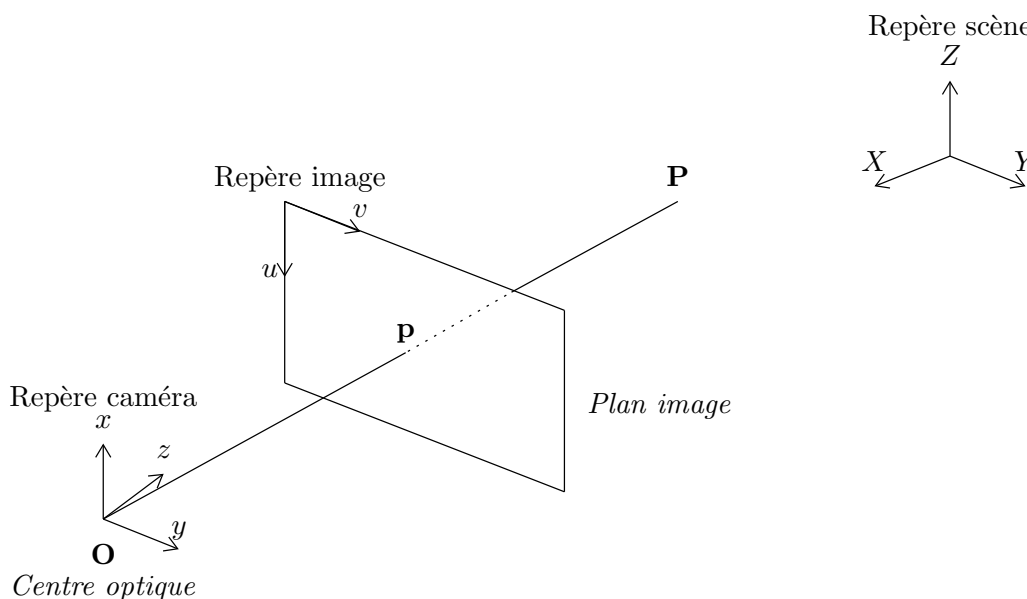 Repère scène
Z
X
Y
Repère image
P
v
u
p
Repère caméra
x
z
Plan image
y
O
Centre optique